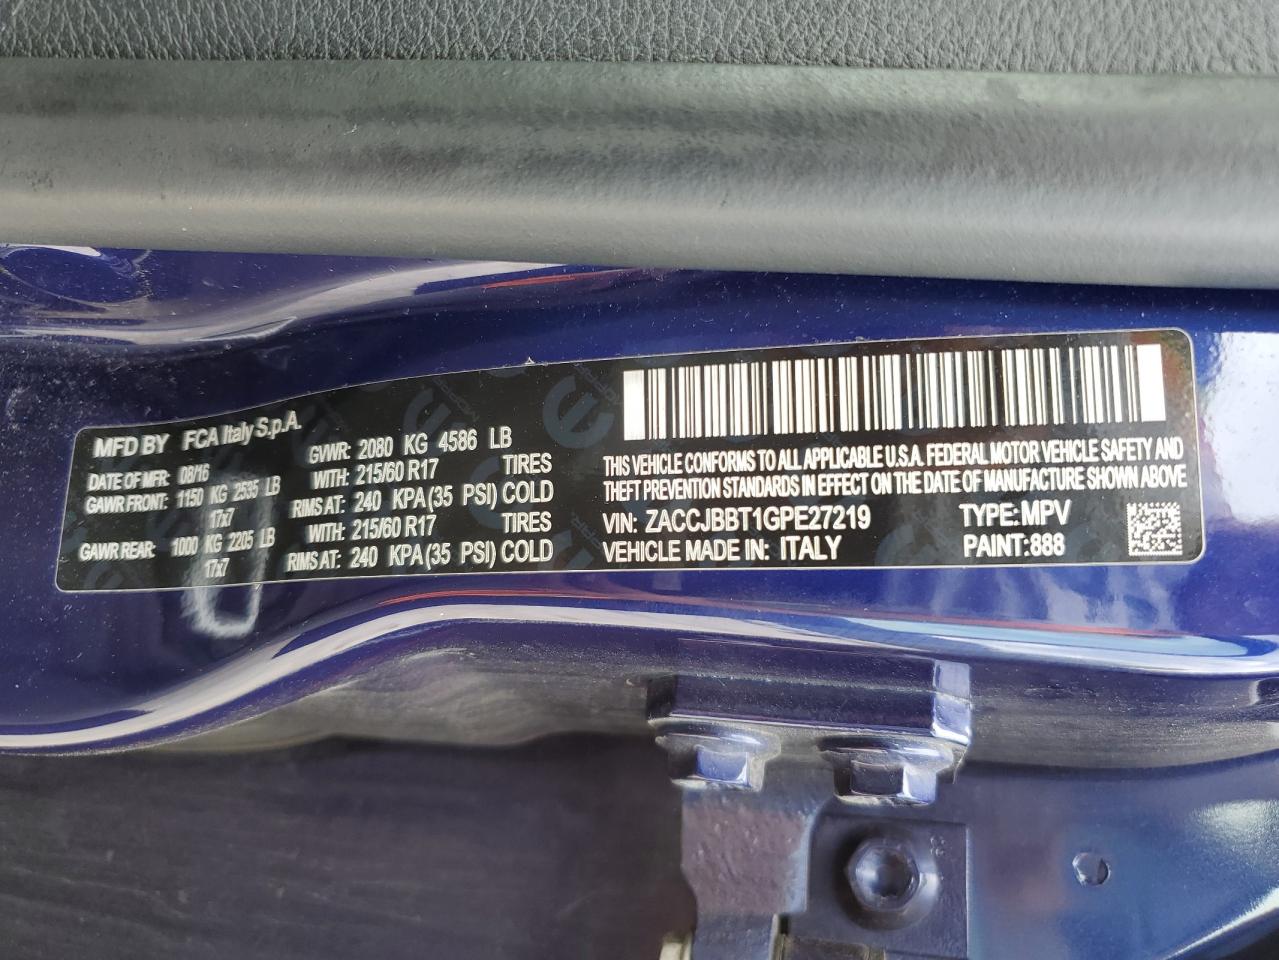 MFD BY FCA Italy S.p.A.
DATE OF MFR 08/16 GVWR: 2080 KG 4586 LB
GAWR FRONT: 1150 KG 2535 LB WITH: 215/60 R17 TIRES
17x7 RIMS AT: 240 KPA(35 PSI) COLD
GAWR REAR: 1000 KG 2205 LB WITH: 215/60 R17 TIRES
17x7 RIMS AT: 240 KPA(35 PSI) COLD
THIS VEHICLE CONFORMS TO ALL APPLICABLE U.S.A. FEDERAL MOTOR VEHICLE SAFETY AND
THEFT PREVENTION STANDARDS IN EFFECT ON THE DATE OF MANUFACTURE SHOWN ABOVE
VIN: ZACCJBBT1GPE27219 TYPE:MPV
VEHICLE MADE IN: ITALY PAINT:888